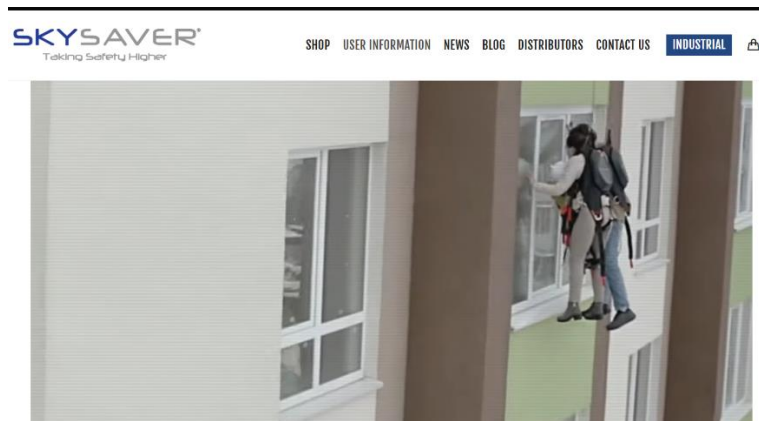 SKYSAVER®
Taking Safety Higher
SHOP USER INFORMATION NEWS BLOG DISTRIBUTORS CONTACT US INDUSTRIAL